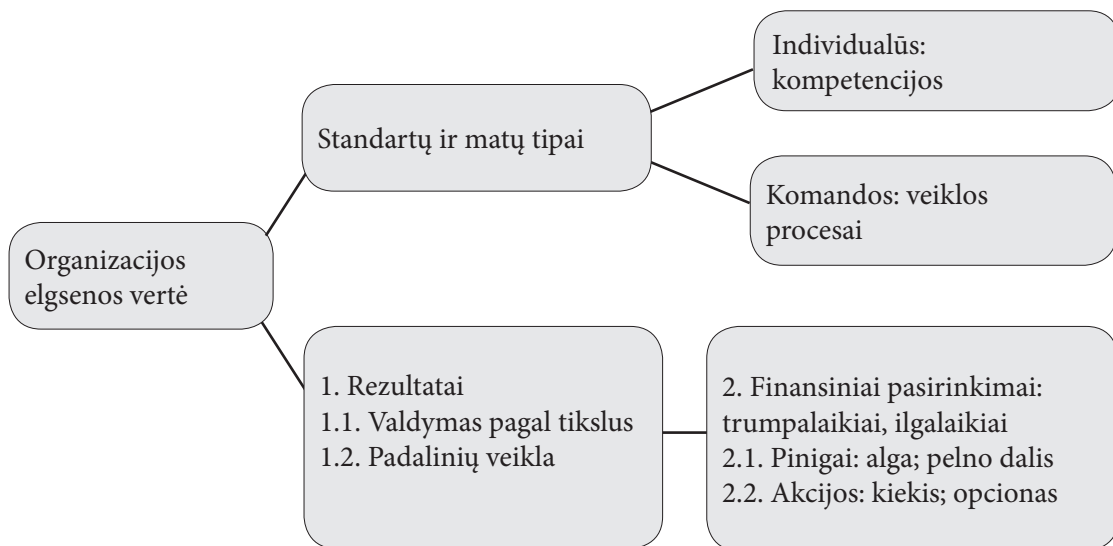 Organizacijos
elgsenos vertė
Standartų ir matų tipai
Individualūs:
kompetencijos
Komandos: veiklos
procesai
1. Rezultatai
1.1. Valdymas pagal tikslus
1.2. Padalinių veikla
2. Finansiniai pasirinkimai:
trumpalaikiai, ilgalaikiai
2.1. Pinigai: alga; pelno dalis
2.2. Akcijos: kiekis; opcionas